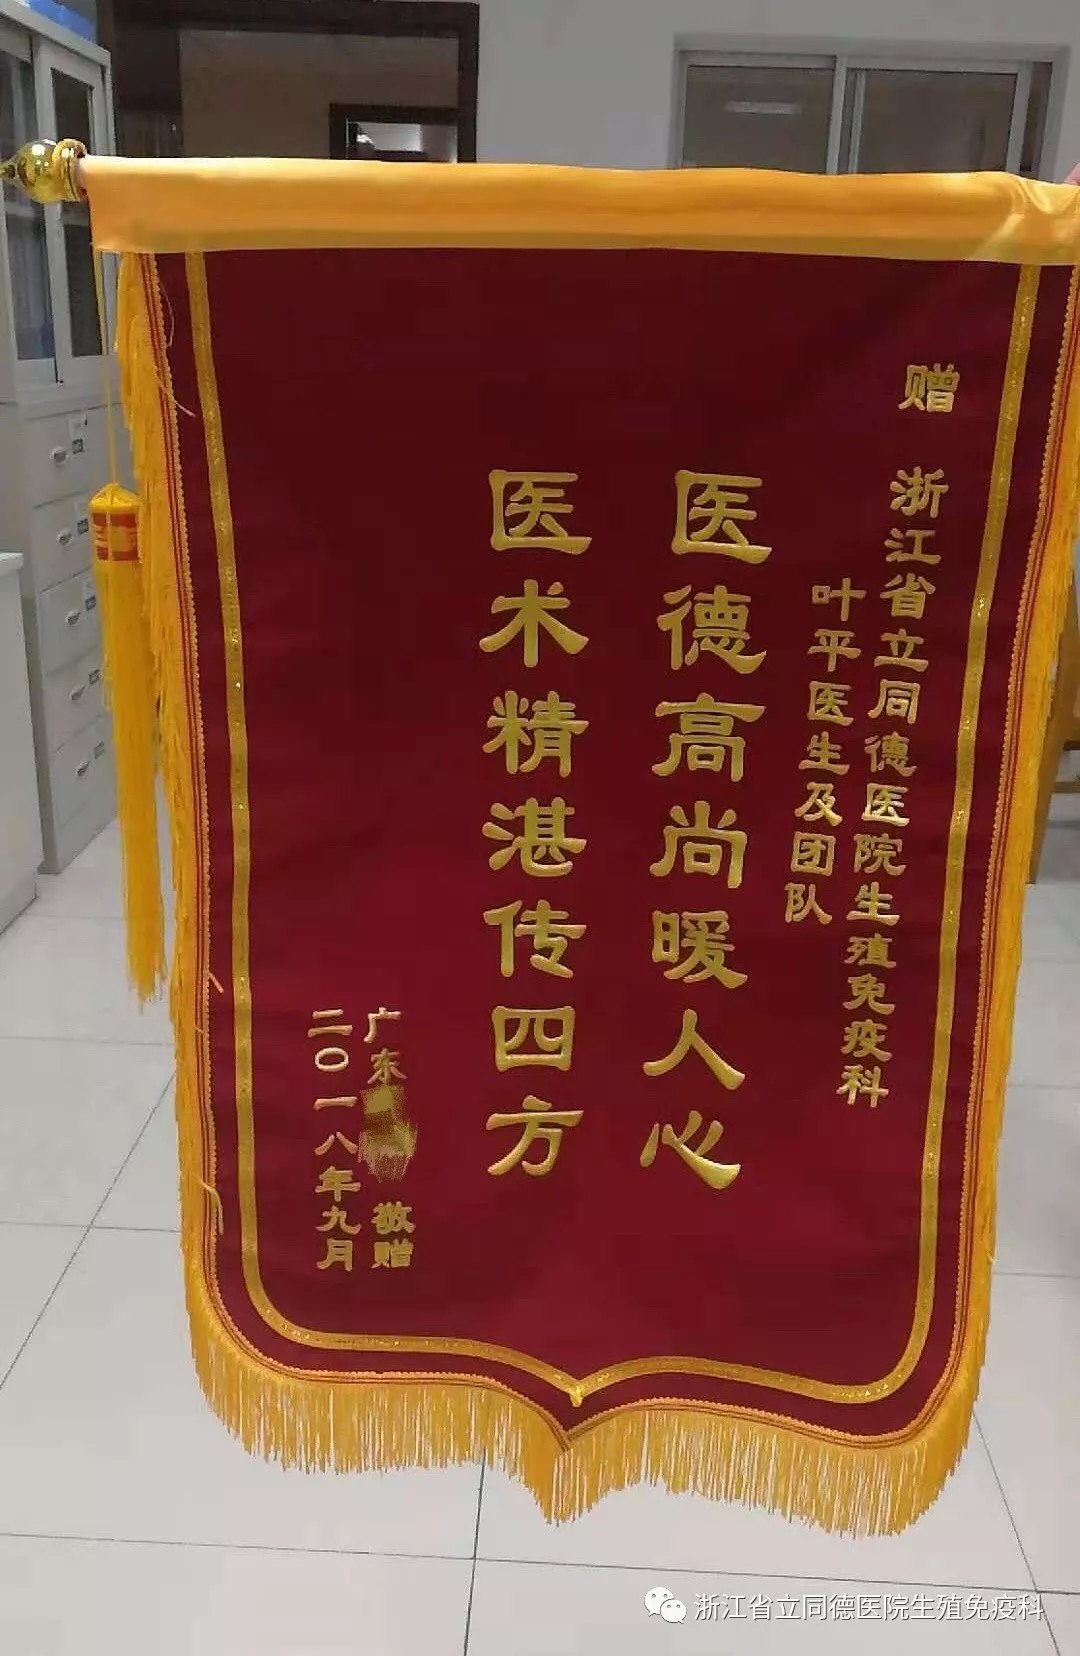 赠
浙江省立同德医院生殖免疫科
叶平医生及团队
医德高尚暖人心
医术精湛传四方
广东 敬赠
二〇一八年九月
浙江省立同德医院生殖免疫科